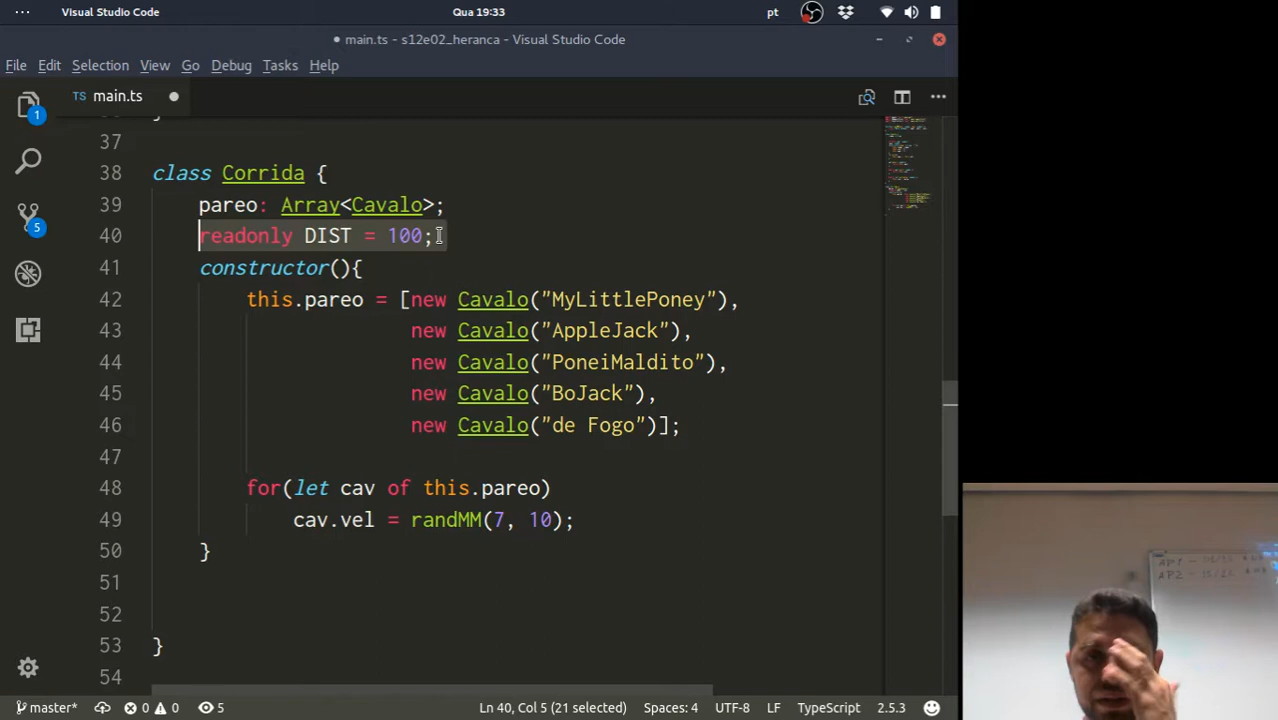 Visual Studio Code
Qua 19:33
pt
main.ts - s12e02_heranca - Visual Studio Code
File Edit Selection View Go Debug Tasks Help
TS main.ts
1
5
37
38 class Corrida {
39 pareo: Array<Cavalo>;
40 readonly DIST = 100;
41 constructor(){
42 this.pareo = [new Cavalo("MyLittlePoney"),
43 new Cavalo("AppleJack"),
44 new Cavalo("PoneiMaldito"),
45 new Cavalo("BoJack"),
46 new Cavalo("de Fogo")];
47
48 for(let cav of this.pareo)
49 cav.vel = randMM(7, 10);
50 }
51
52
53 }
54
master* 0 0 5 Ln 40, Col 5 (21 selected) Spaces: 4 UTF-8 LF TypeScript 2.5.3